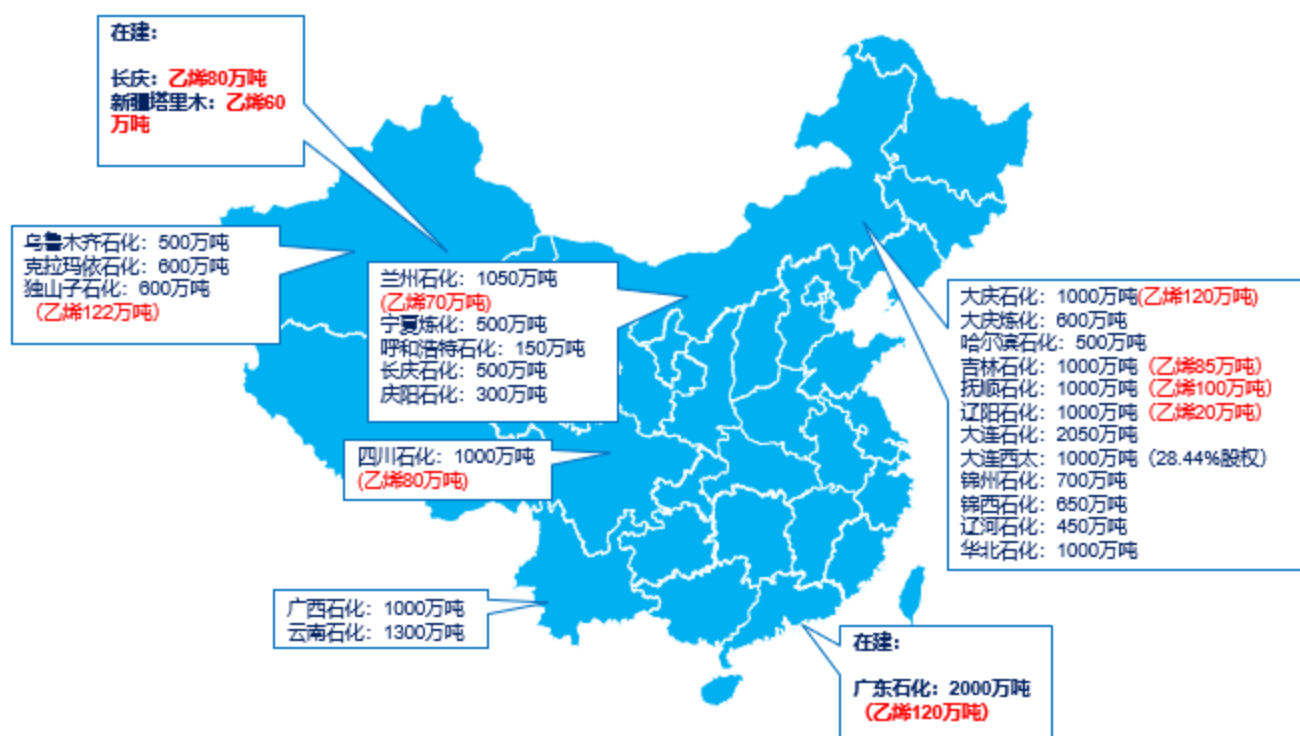 在建：
长庆：乙烯80万吨
新疆塔里木：乙烯60
万吨
乌鲁木齐石化：500万吨
克拉玛依石化：600万吨
独山子石化：600万吨
（乙烯122万吨）
兰州石化：1050万吨
(乙烯70万吨)
宁夏炼化：500万吨
呼和浩特石化：150万吨
长庆石化：500万吨
庆阳石化：300万吨
四川石化：1000万吨
(乙烯80万吨)
广西石化：1000万吨
云南石化：1300万吨
大庆石化：1000万吨(乙烯120万吨)
大庆炼化：600万吨
哈尔滨石化：500万吨
吉林石化：1000万吨（乙烯85万吨）
抚顺石化：1000万吨（乙烯100万吨）
辽阳石化：1000万吨（乙烯20万吨）
大连石化：2050万吨
大连西太：1000万吨（28.44%股权）
锦州石化：700万吨
锦西石化：650万吨
辽河石化：450万吨
华北石化：1000万吨
在建：
广东石化：2000万吨
（乙烯120万吨）